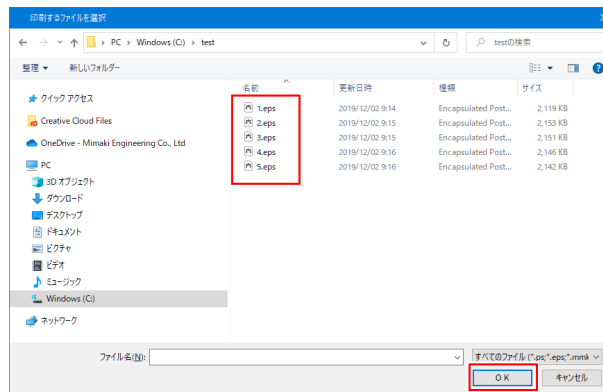 印刷するファイルを選択
PC > Windows (C:) > test
testの検索
整理 新しいフォルダー
名前 更新日時 種類 サイズ
クイック アクセス
Creative Cloud Files
OneDrive - Mimaki Engineering Co., Ltd
PC
3D オブジェクト
ダウンロード
デスクトップ
ドキュメント
ピクチャ
ビデオ
ミュージック
Windows (C:)
ネットワーク
1.eps 2019/12/02 9:14 Encapsulated Post... 2,119 KB
2.eps 2019/12/02 9:15 Encapsulated Post... 2,153 KB
3.eps 2019/12/02 9:15 Encapsulated Post... 2,151 KB
4.eps 2019/12/02 9:16 Encapsulated Post... 2,146 KB
5.eps 2019/12/02 9:16 Encapsulated Post... 2,142 KB
ファイル名(N):
すべてのファイル (*.ps;*.eps;*.mmk
OK キャンセル